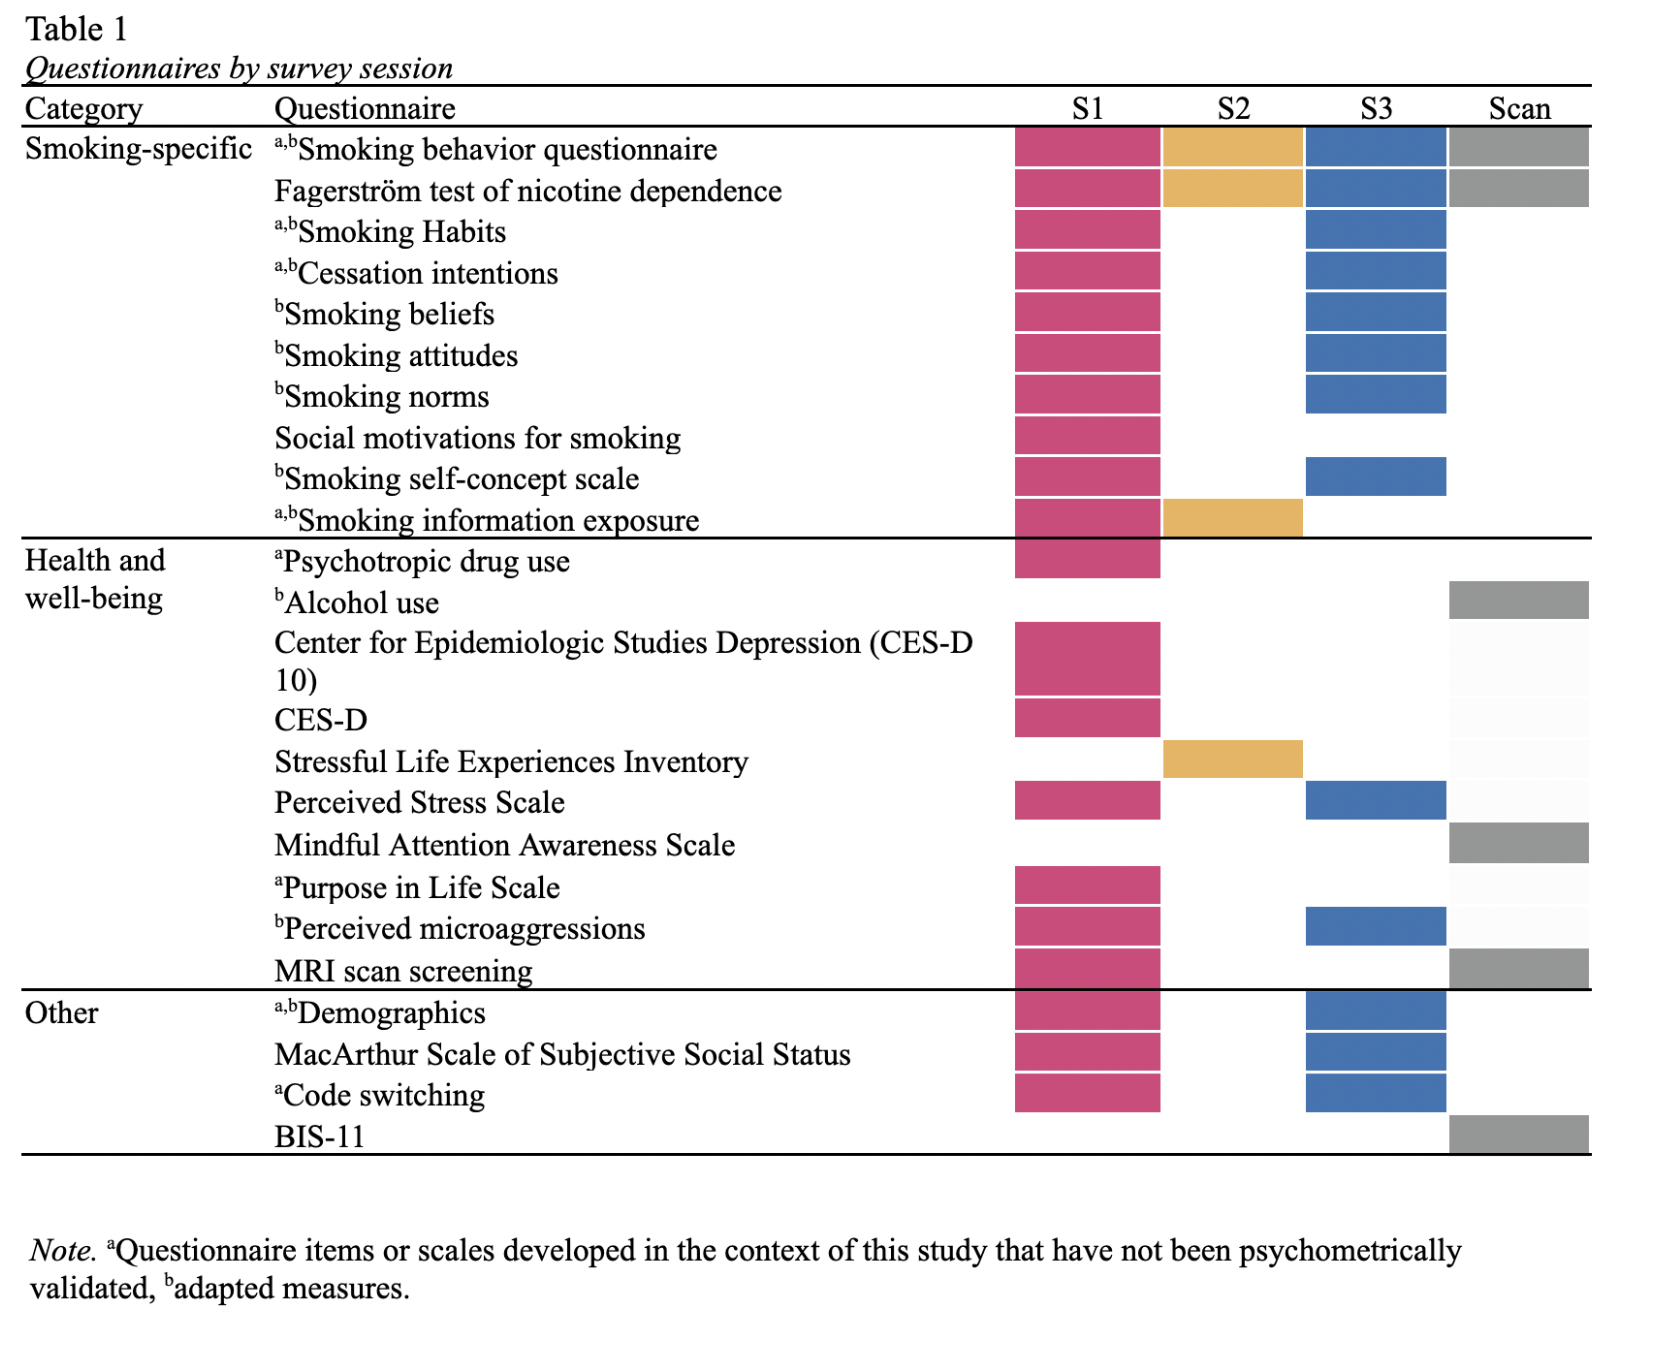 Table 1
Questionnaires by survey session
Category Questionnaire S1 S2 S3 Scan
Smoking-specific a,bSmoking behavior questionnaire
Fagerström test of nicotine dependence
a,bSmoking Habits
a,bCessation intentions
bSmoking beliefs
bSmoking attitudes
bSmoking norms
Social motivations for smoking
bSmoking self-concept scale
a,bSmoking information exposure
Health and aPsychotropic drug use
well-being bAlcohol use
Center for Epidemiologic Studies Depression (CES-D
10)
CES-D
Stressful Life Experiences Inventory
Perceived Stress Scale
Mindful Attention Awareness Scale
aPurpose in Life Scale
bPerceived microaggressions
MRI scan screening
Other a,bDemographics
MacArthur Scale of Subjective Social Status
aCode switching
BIS-11
Note. aQuestionnaire items or scales developed in the context of this study that have not been psychometrically
validated, badapted measures.